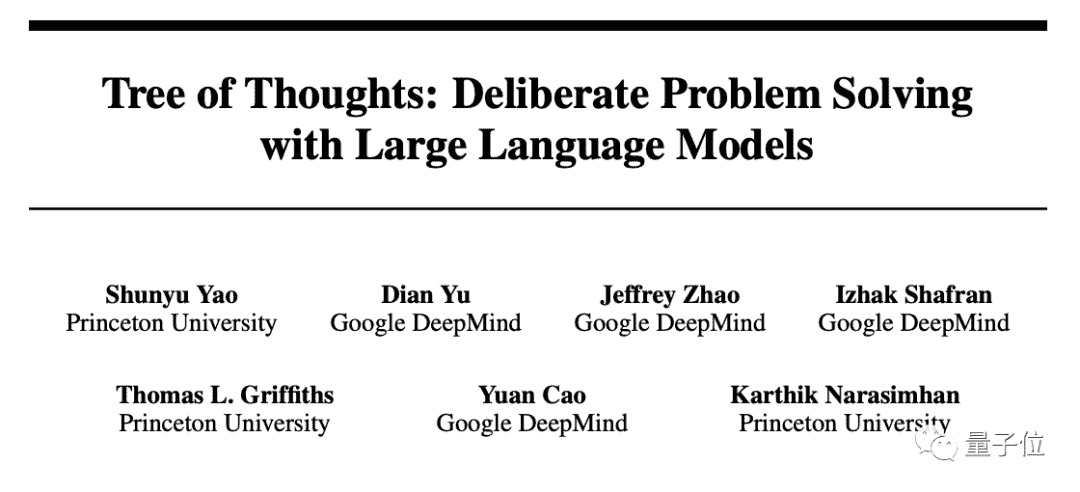 Tree of Thoughts: Deliberate Problem Solving
with Large Language Models
Shunyu Yao Dian Yu Jeffrey Zhao Izhak Shafran
Princeton University Google DeepMind Google DeepMind Google DeepMind
Thomas L. Griffiths Yuan Cao Karthik Narasimhan
Princeton University Google DeepMind Princeton University
量子位